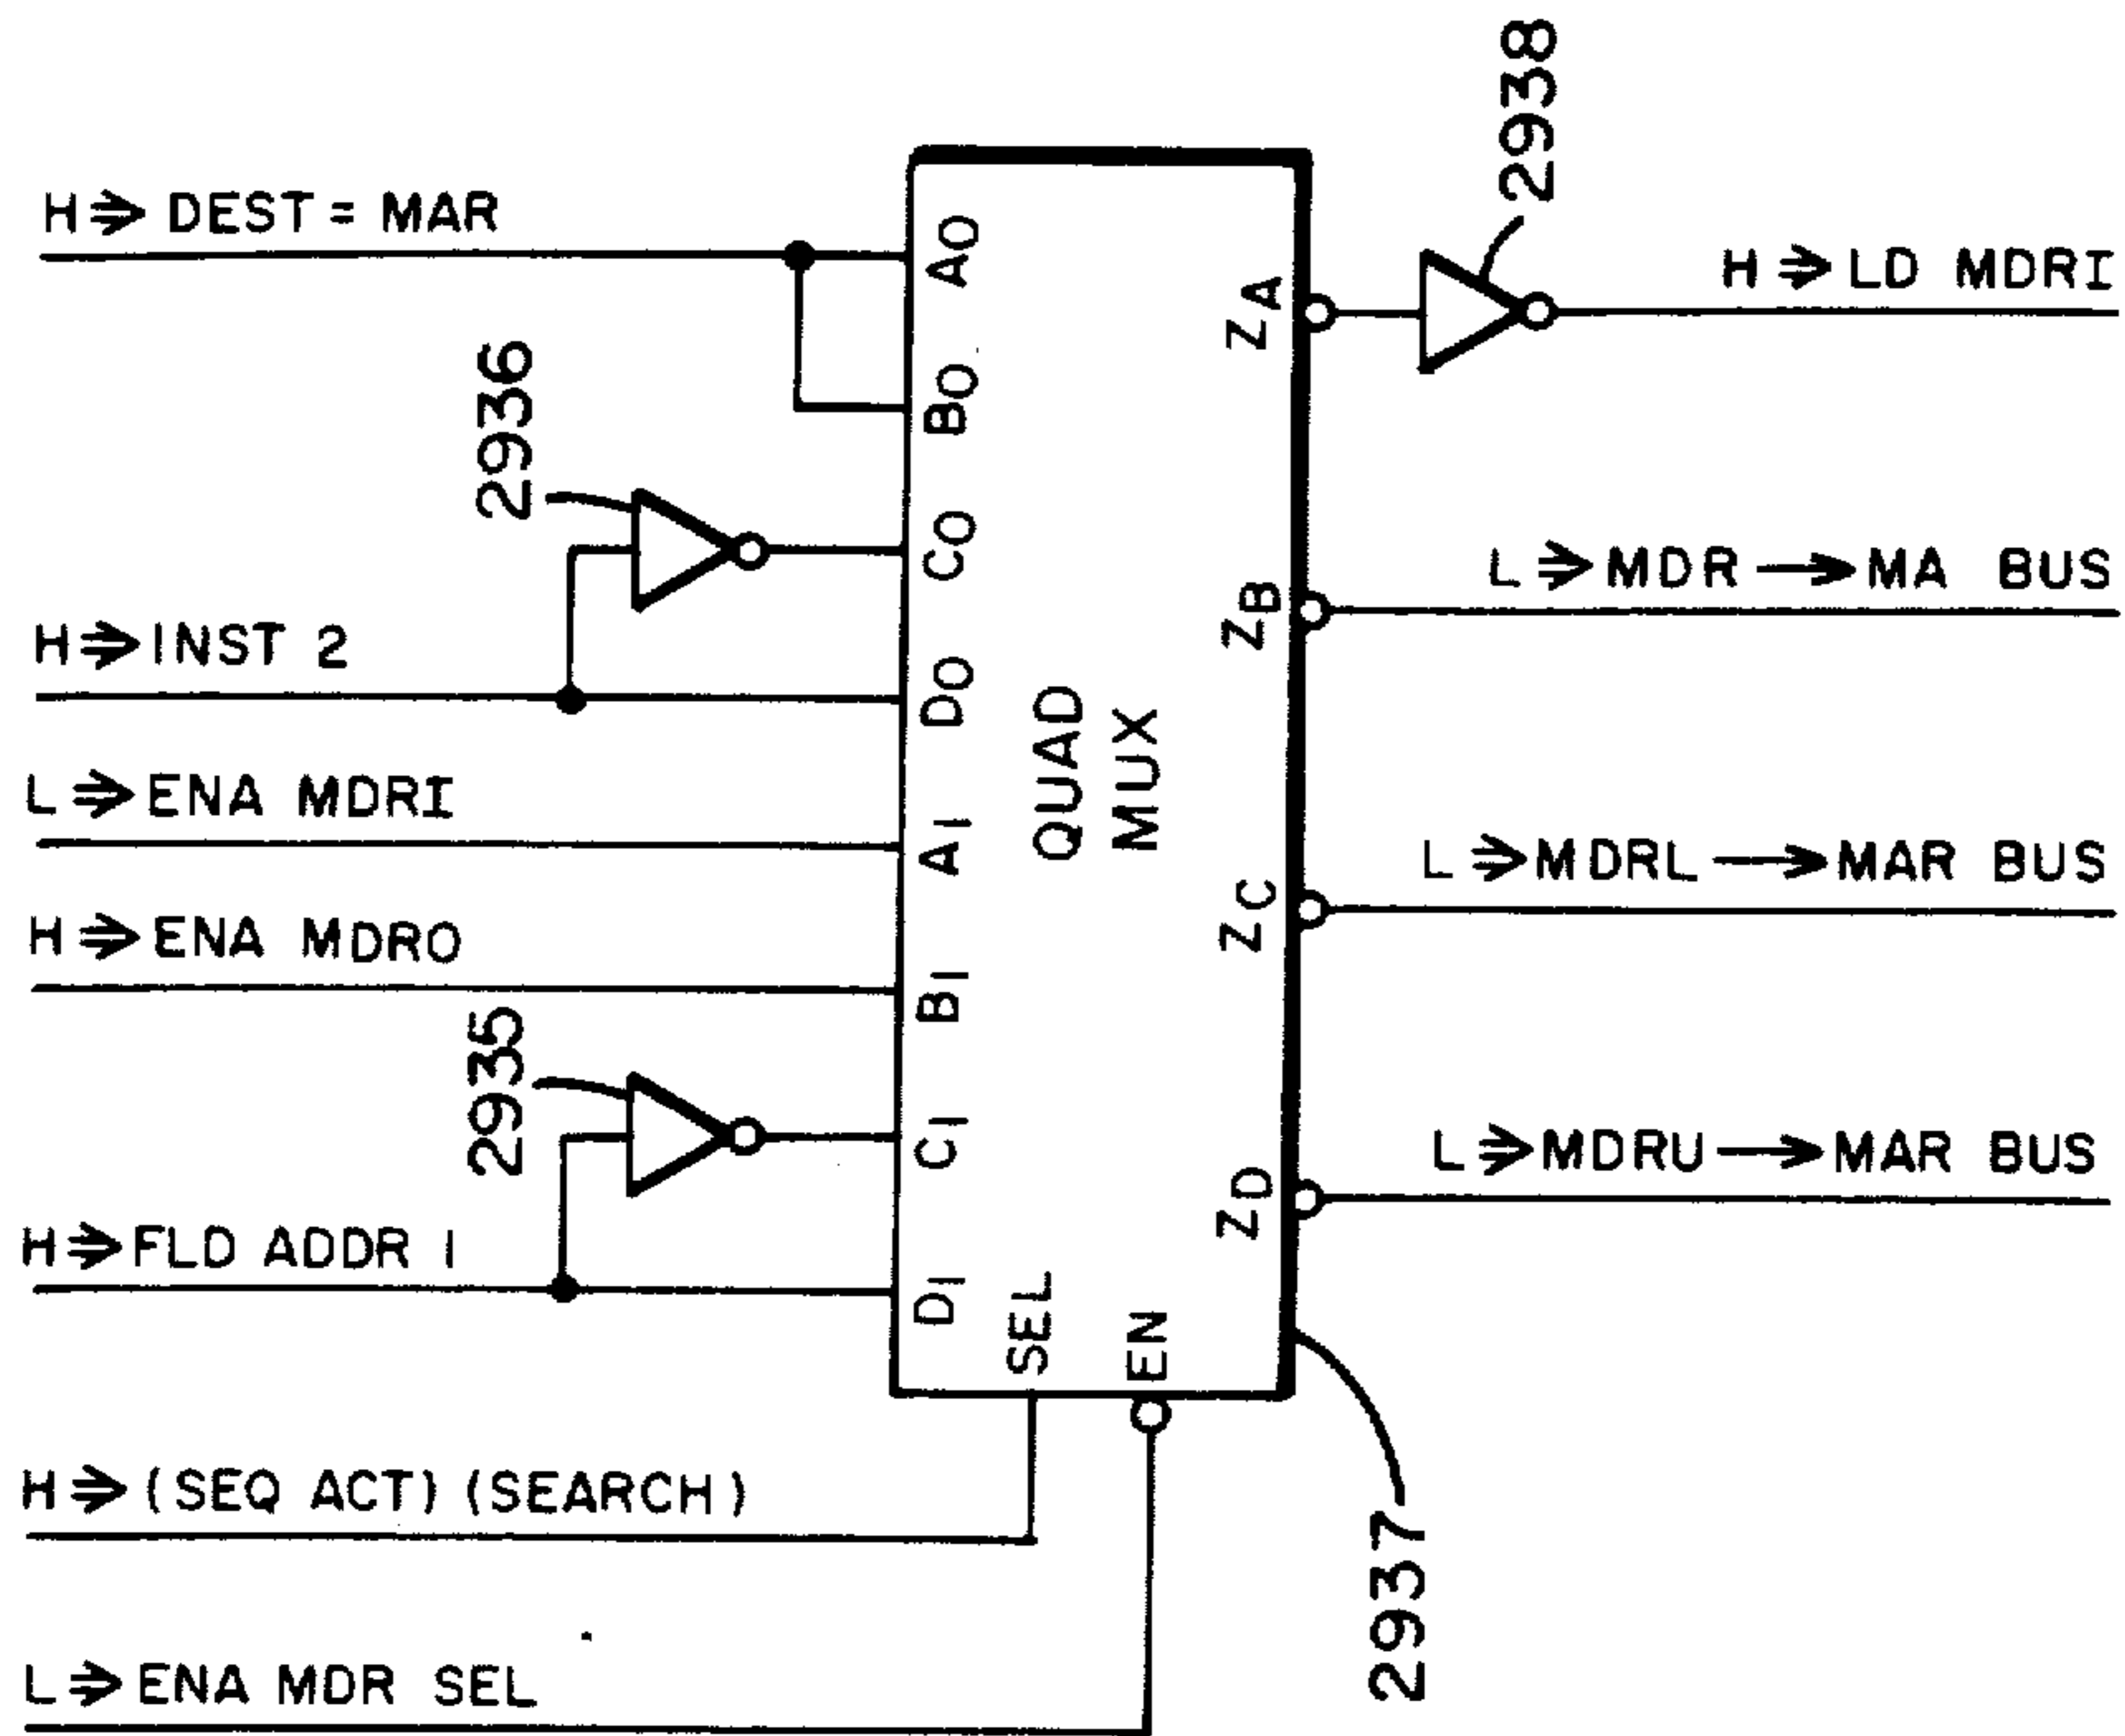 H⇒DEST = MAR
2936
H⇒INST 2
L⇒ENA MDRI
H⇒ENA MDRO
2935
H⇒FLD ADDR 1
H⇒(SEQ ACT) (SEARCH)
L⇒ENA MDR SEL
A0
B0
C0
D0
A1
B1
C1
D1
SEL
EN
QUAD
MUX
ZA
ZB
ZC
ZD
2938
H⇒LD MDRI
L⇒MDR→MA BUS
L⇒MDRL→MAR BUS
L⇒MDRU→MAR BUS
2937